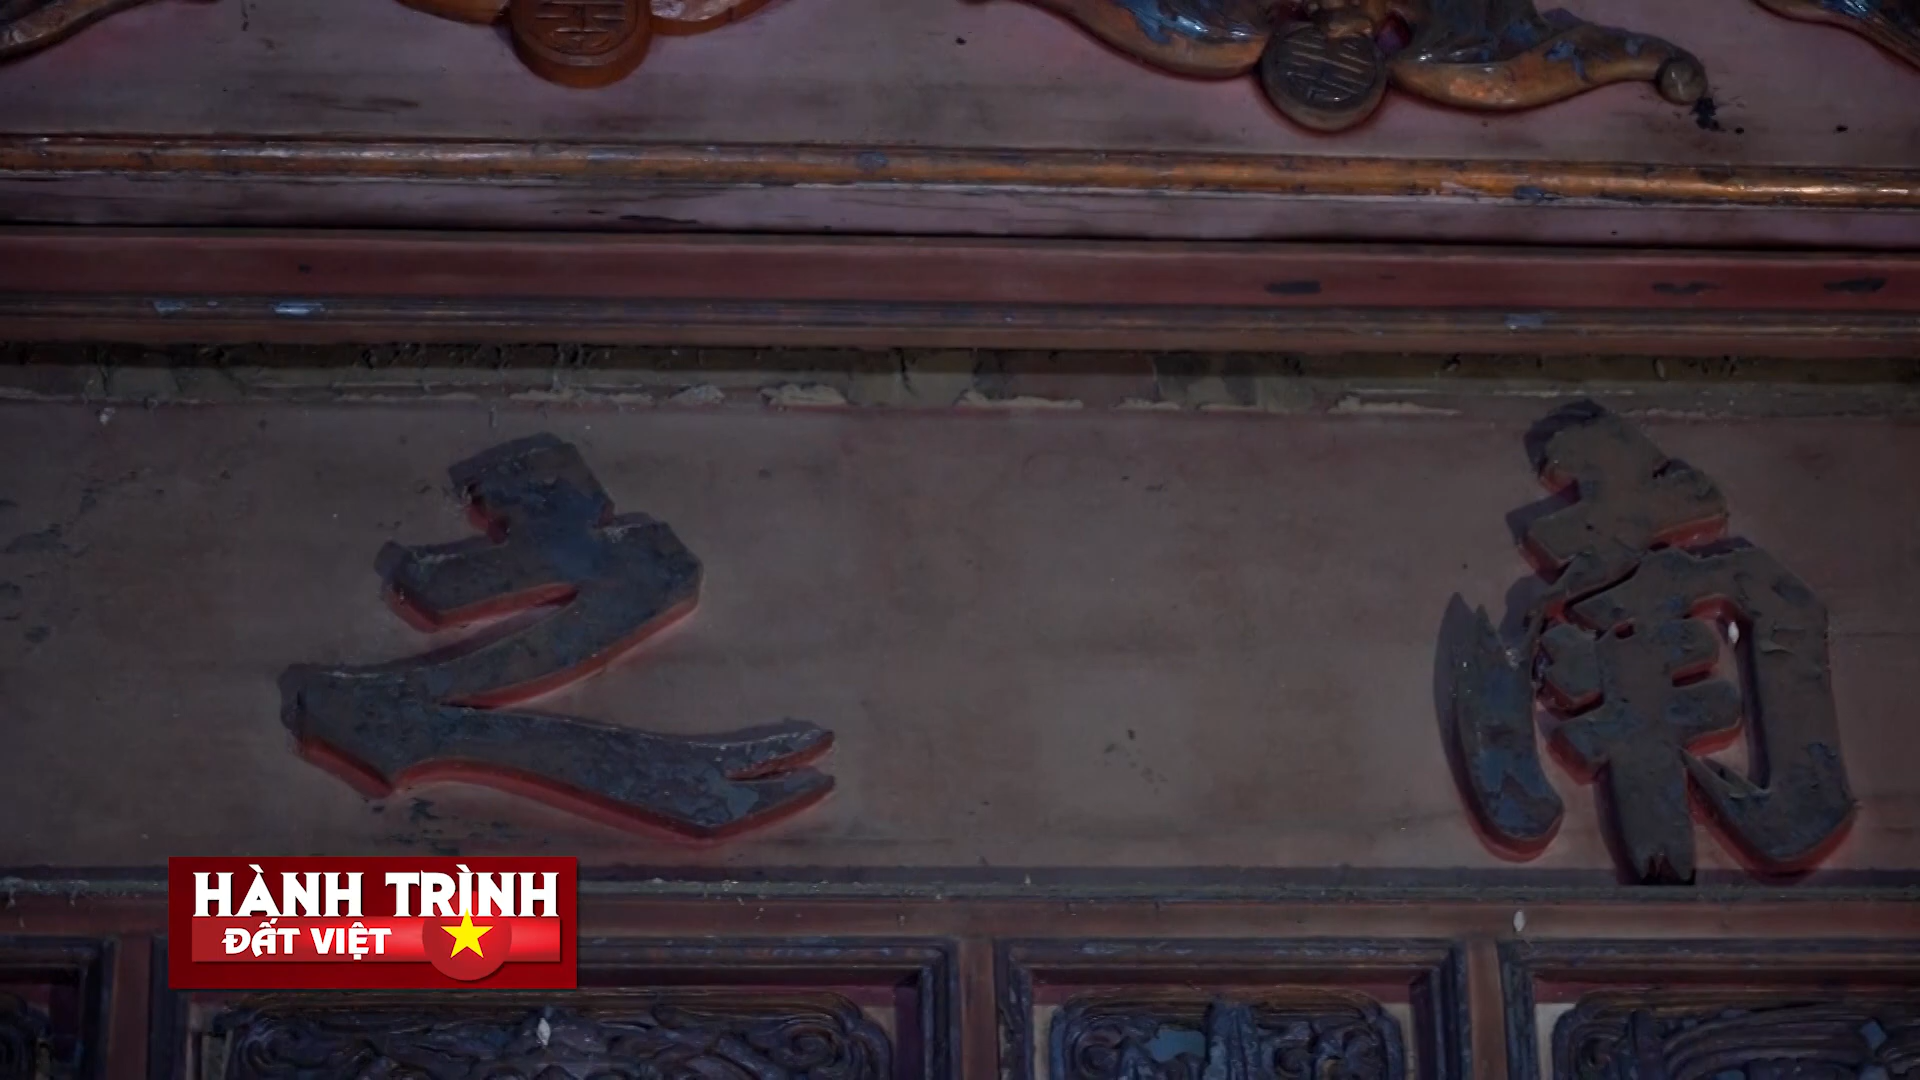 之 南
HÀNH TRÌNH
ĐẤT VIỆT